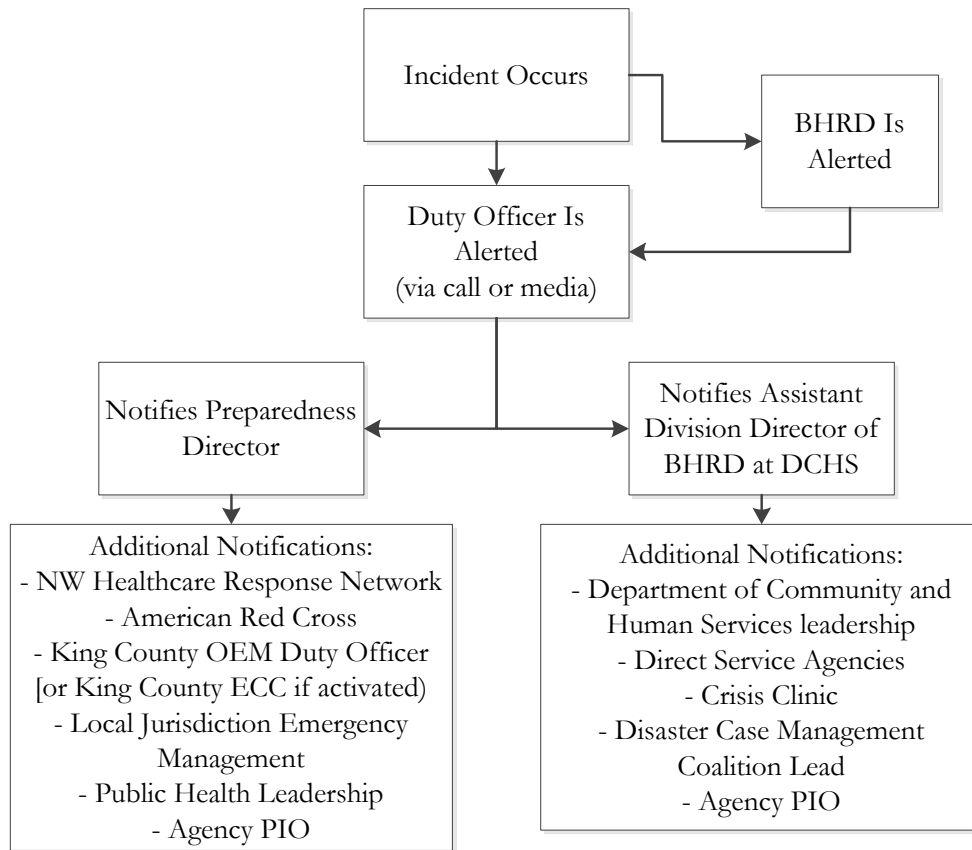 Incident Occurs
BHRD Is
Alerted
Duty Officer Is
Alerted
(via call or media)
Notifies Preparedness
Director
Notifies Assistant
Division Director of
BHRD at DCHS
Additional Notifications:
- NW Healthcare Response Network
- American Red Cross
- King County OEM Duty Officer
[or King County ECC if activated)
- Local Jurisdiction Emergency
Management
- Public Health Leadership
- Agency PIO
Additional Notifications:
- Department of Community and
Human Services leadership
- Direct Service Agencies
- Crisis Clinic
- Disaster Case Management
Coalition Lead
- Agency PIO